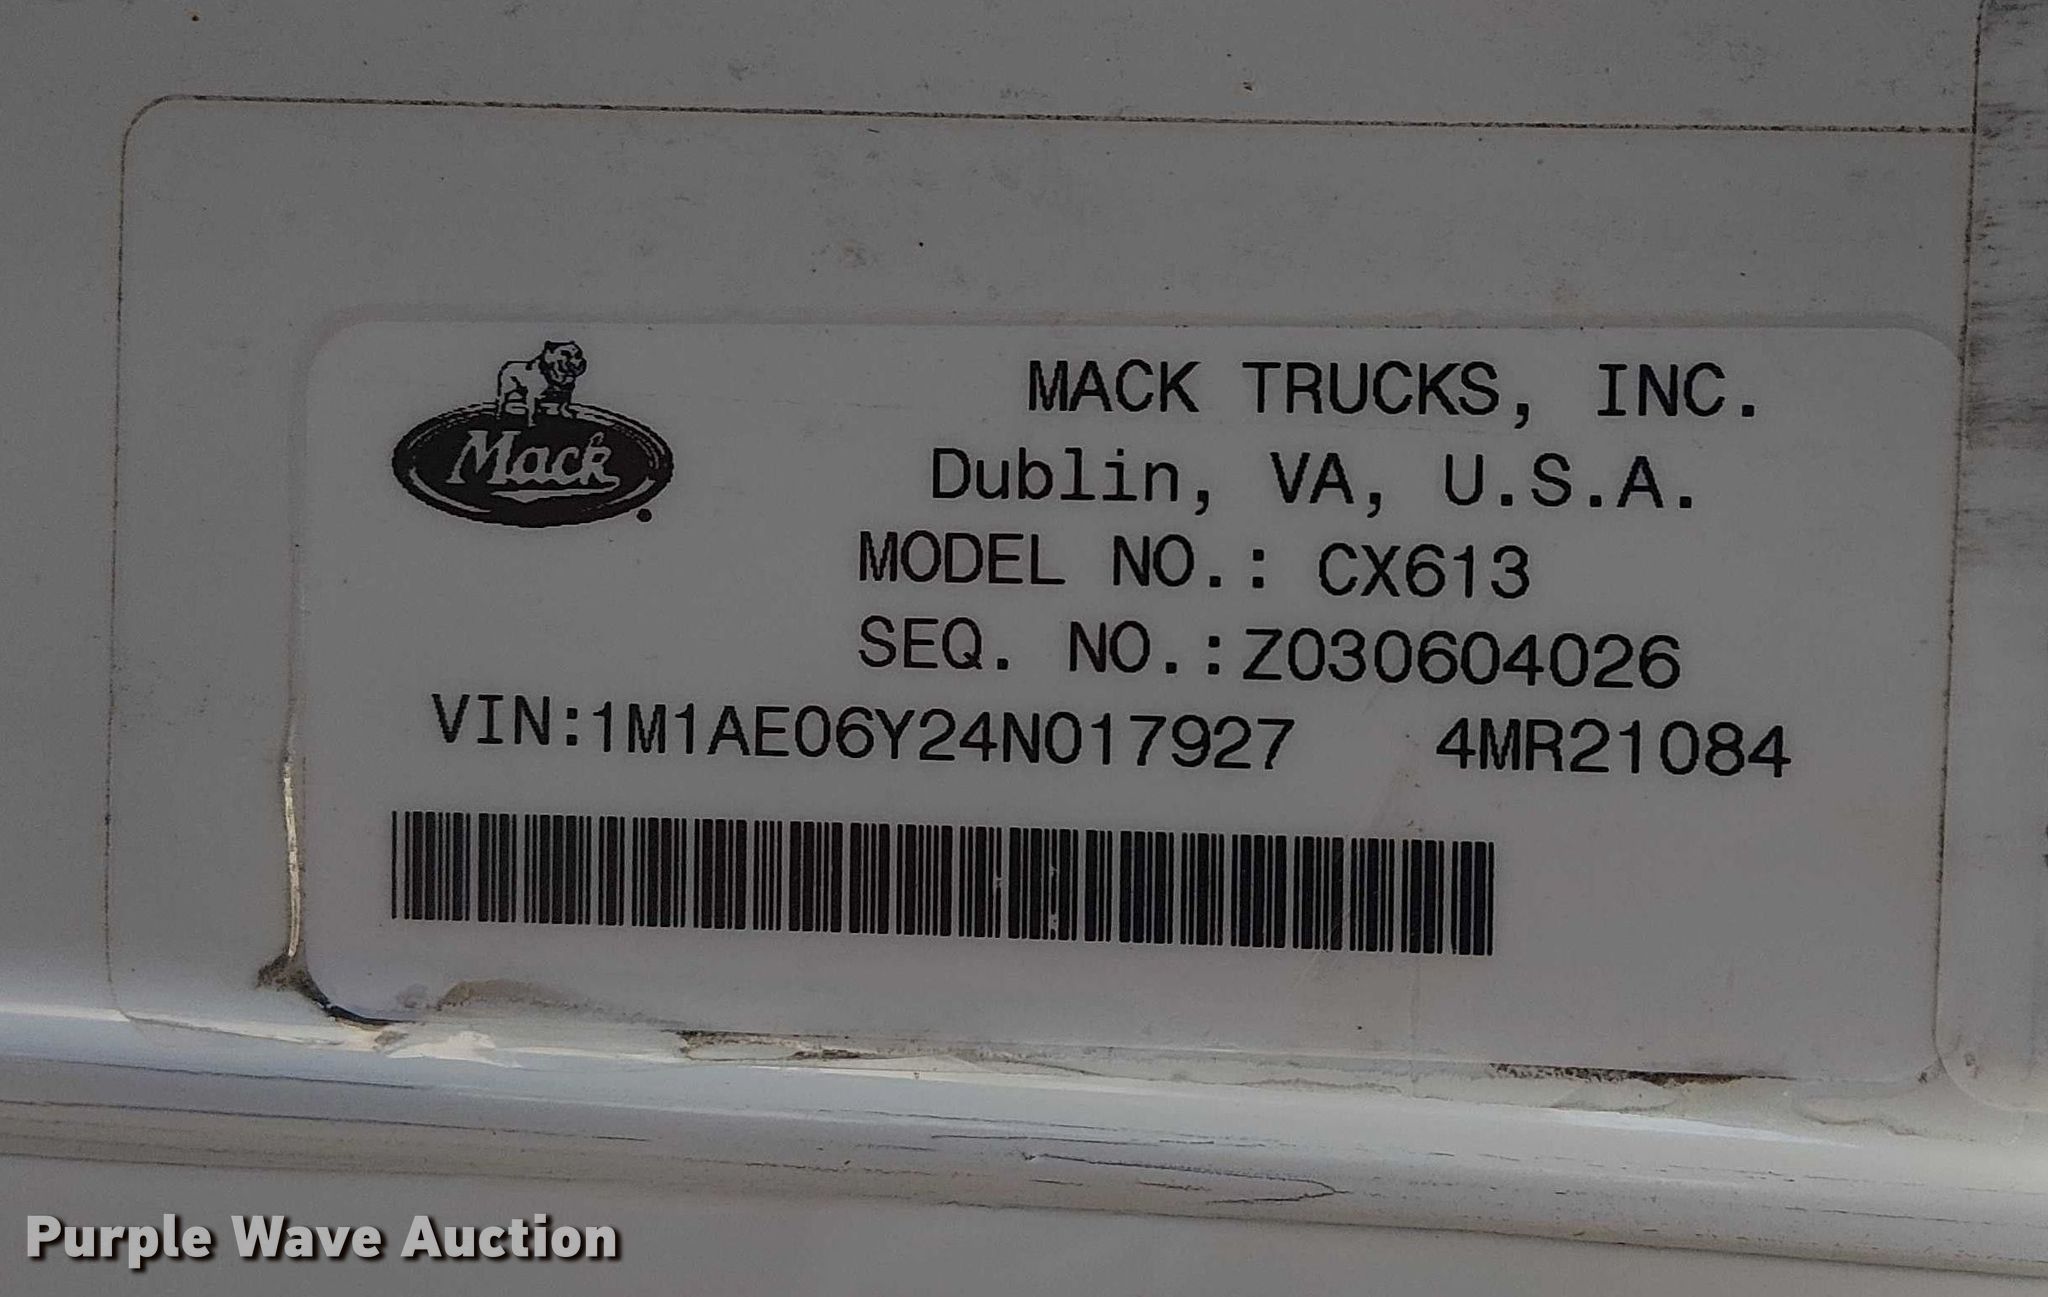 Mack
MACK TRUCKS, INC.
Dublin, VA, U.S.A.
MODEL NO.: CX613
SEQ. NO.:Z030604026
VIN:1M1AE06Y24N017927 4MR21084
Purple Wave Auction